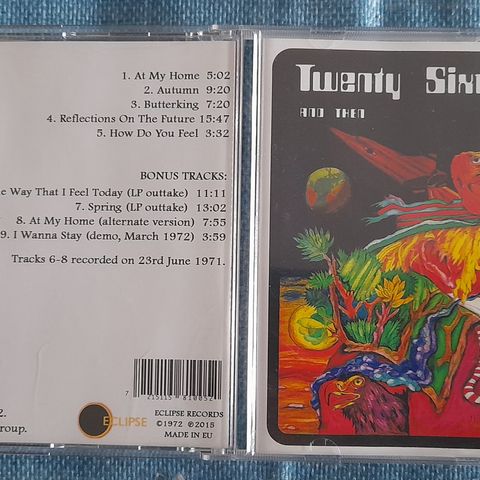 1. At My Home 5:02
2. Autumn 9:20
3. Butterking 7:20
4. Reflections On The Future 15:47
5. How Do You Feel 3:32
BONUS TRACKS:
Way That I Feel Today (LP outtake) 11:11
7. Spring (LP outtake) 13:02
8. At My Home (alternate version) 7:55
9. I Wanna Stay (demo, March 1972) 3:59
Tracks 6-8 recorded on 23rd June 1971.
2.
roup.
ECLIPSE
ECLIPSE RECORDS
©1972 ℗2015
MADE IN EU
Twenty Six
AND THEN